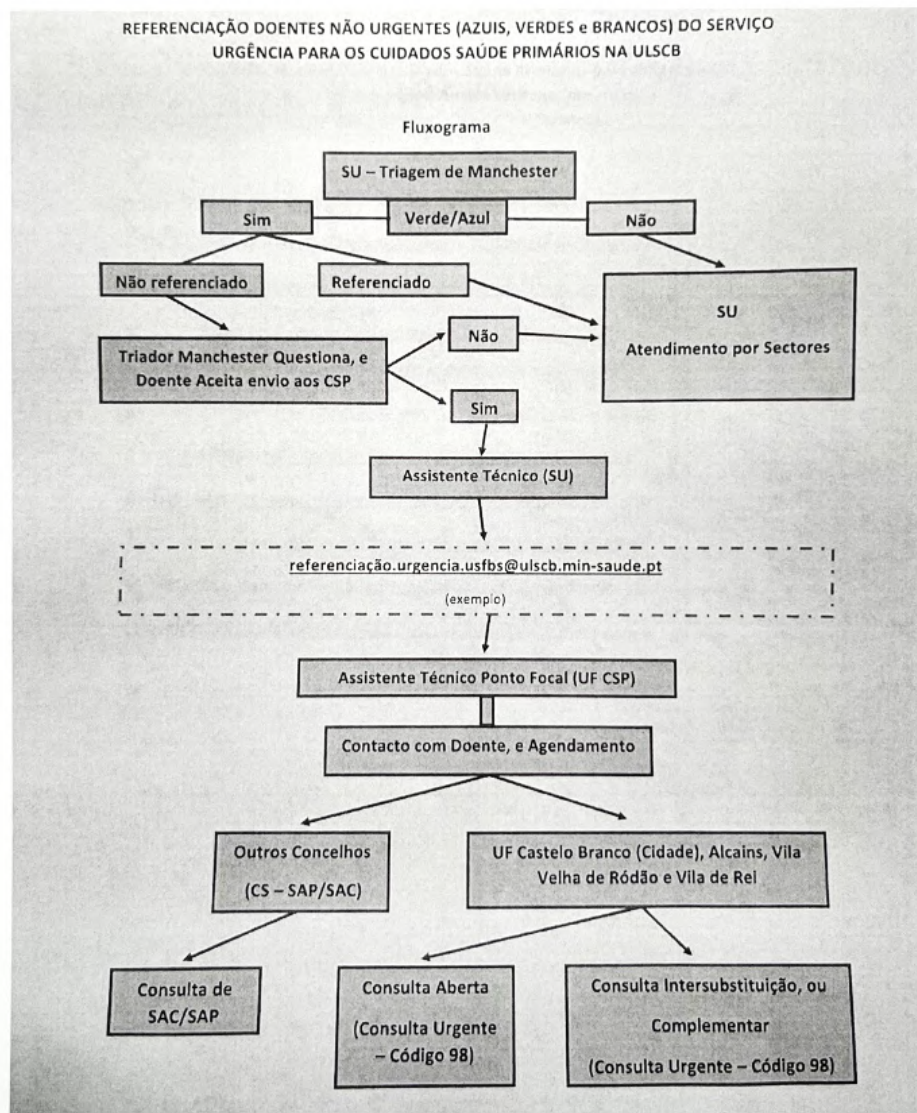 REFERENCIAÇÃO DOENTES NÃO URGENTES (AZUIS, VERDES e BRANCOS) DO SERVIÇO
URGÊNCIA PARA OS CUIDADOS SAÚDE PRIMÁRIOS NA ULSCB
Fluxograma
SU – Triagem de Manchester
Sim
Verde/Azul
Não
Não referenciado
Referenciado
SU
Atendimento por Sectores
Triador Manchester Questiona, e
Doente Aceita envio aos CSP
Não
Sim
Assistente Técnico (SU)
referenciação.urgencia.usfbs@ulscb.min-saude.pt
(exemplo)
Assistente Técnico Ponto Focal (UF CSP)
Contacto com Doente, e Agendamento
Outros Concelhos
(CS – SAP/SAC)
UF Castelo Branco (Cidade), Alcains, Vila
Velha de Ródão e Vila de Rel
Consulta de
SAC/SAP
Consulta Aberta
(Consulta Urgente
– Código 98)
Consulta Intersubstituição, ou
Complementar
(Consulta Urgente – Código 98)